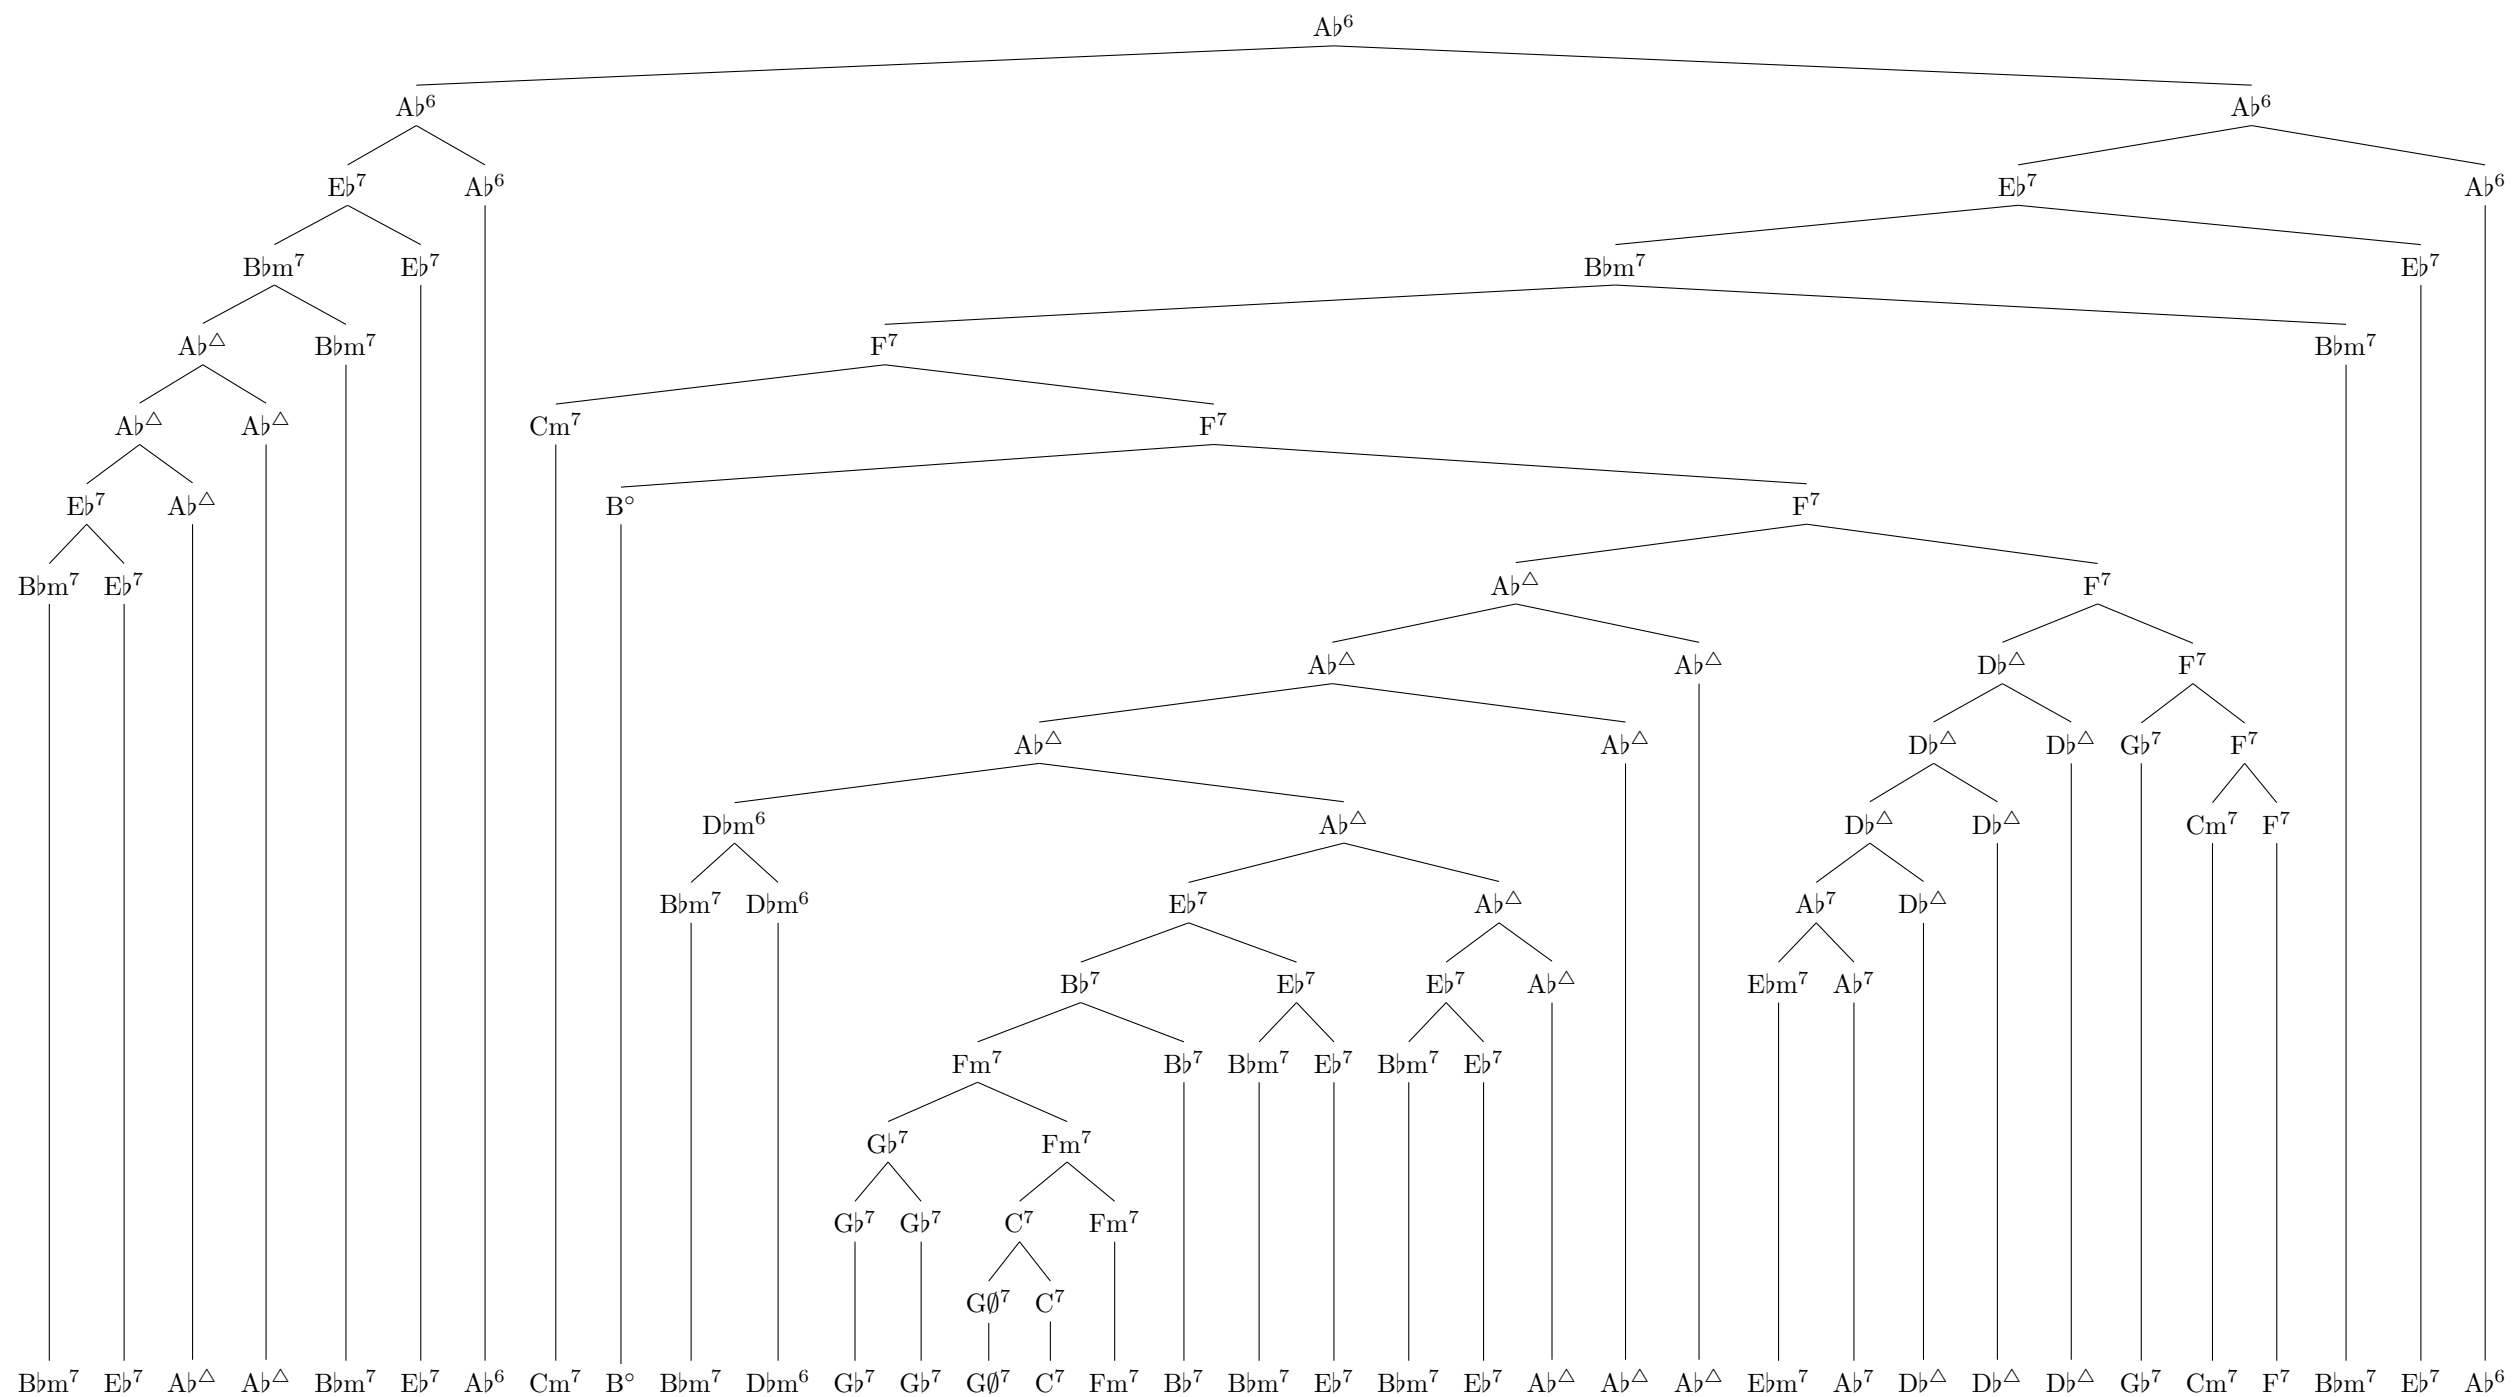 A♭6
A♭6 A♭6
E♭7 A♭6 E♭7 A♭6
B♭m7 E♭7 B♭m7 E♭7
A♭△ B♭m7 F7 B♭m7
A♭△ A♭△ Cm7 F7
E♭7 A♭△ B° F7
B♭m7 E♭7 A♭△ F7
A♭△ A♭△ D♭△ F7
A♭△ A♭△ D♭△ D♭△ G♭7 F7
D♭m6 A♭△ D♭△ D♭△ Cm7 F7
B♭m7 D♭m6 E♭7 A♭△ A♭7 D♭△
B♭7 E♭7 E♭7 A♭△ E♭m7 A♭7
Fm7 B♭7 B♭m7 E♭7 B♭m7 E♭7
G♭7 Fm7
G♭7 G♭7 C7 Fm7
G∅7 C7
B♭m7 E♭7 A♭△ A♭△ B♭m7 E♭7 A♭6 Cm7 B° B♭m7 D♭m6 G♭7 G♭7 G∅7 C7 Fm7 B♭7 B♭m7 E♭7 B♭m7 E♭7 A♭△ A♭△ A♭△ E♭m7 A♭7 D♭△ D♭△ D♭△ G♭7 Cm7 F7 B♭m7 E♭7 A♭6